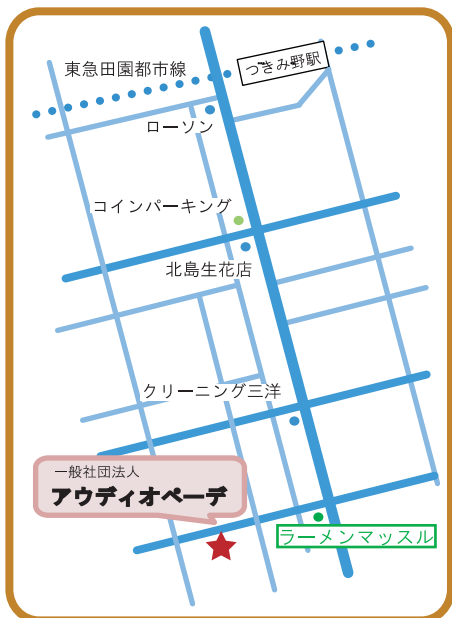 東急田園都市線
つきみ野駅
ローソン
コインパーキング
北島生花店
クリーニング三洋
一般社団法人
アウディオペーデ
ラーメンマッスル